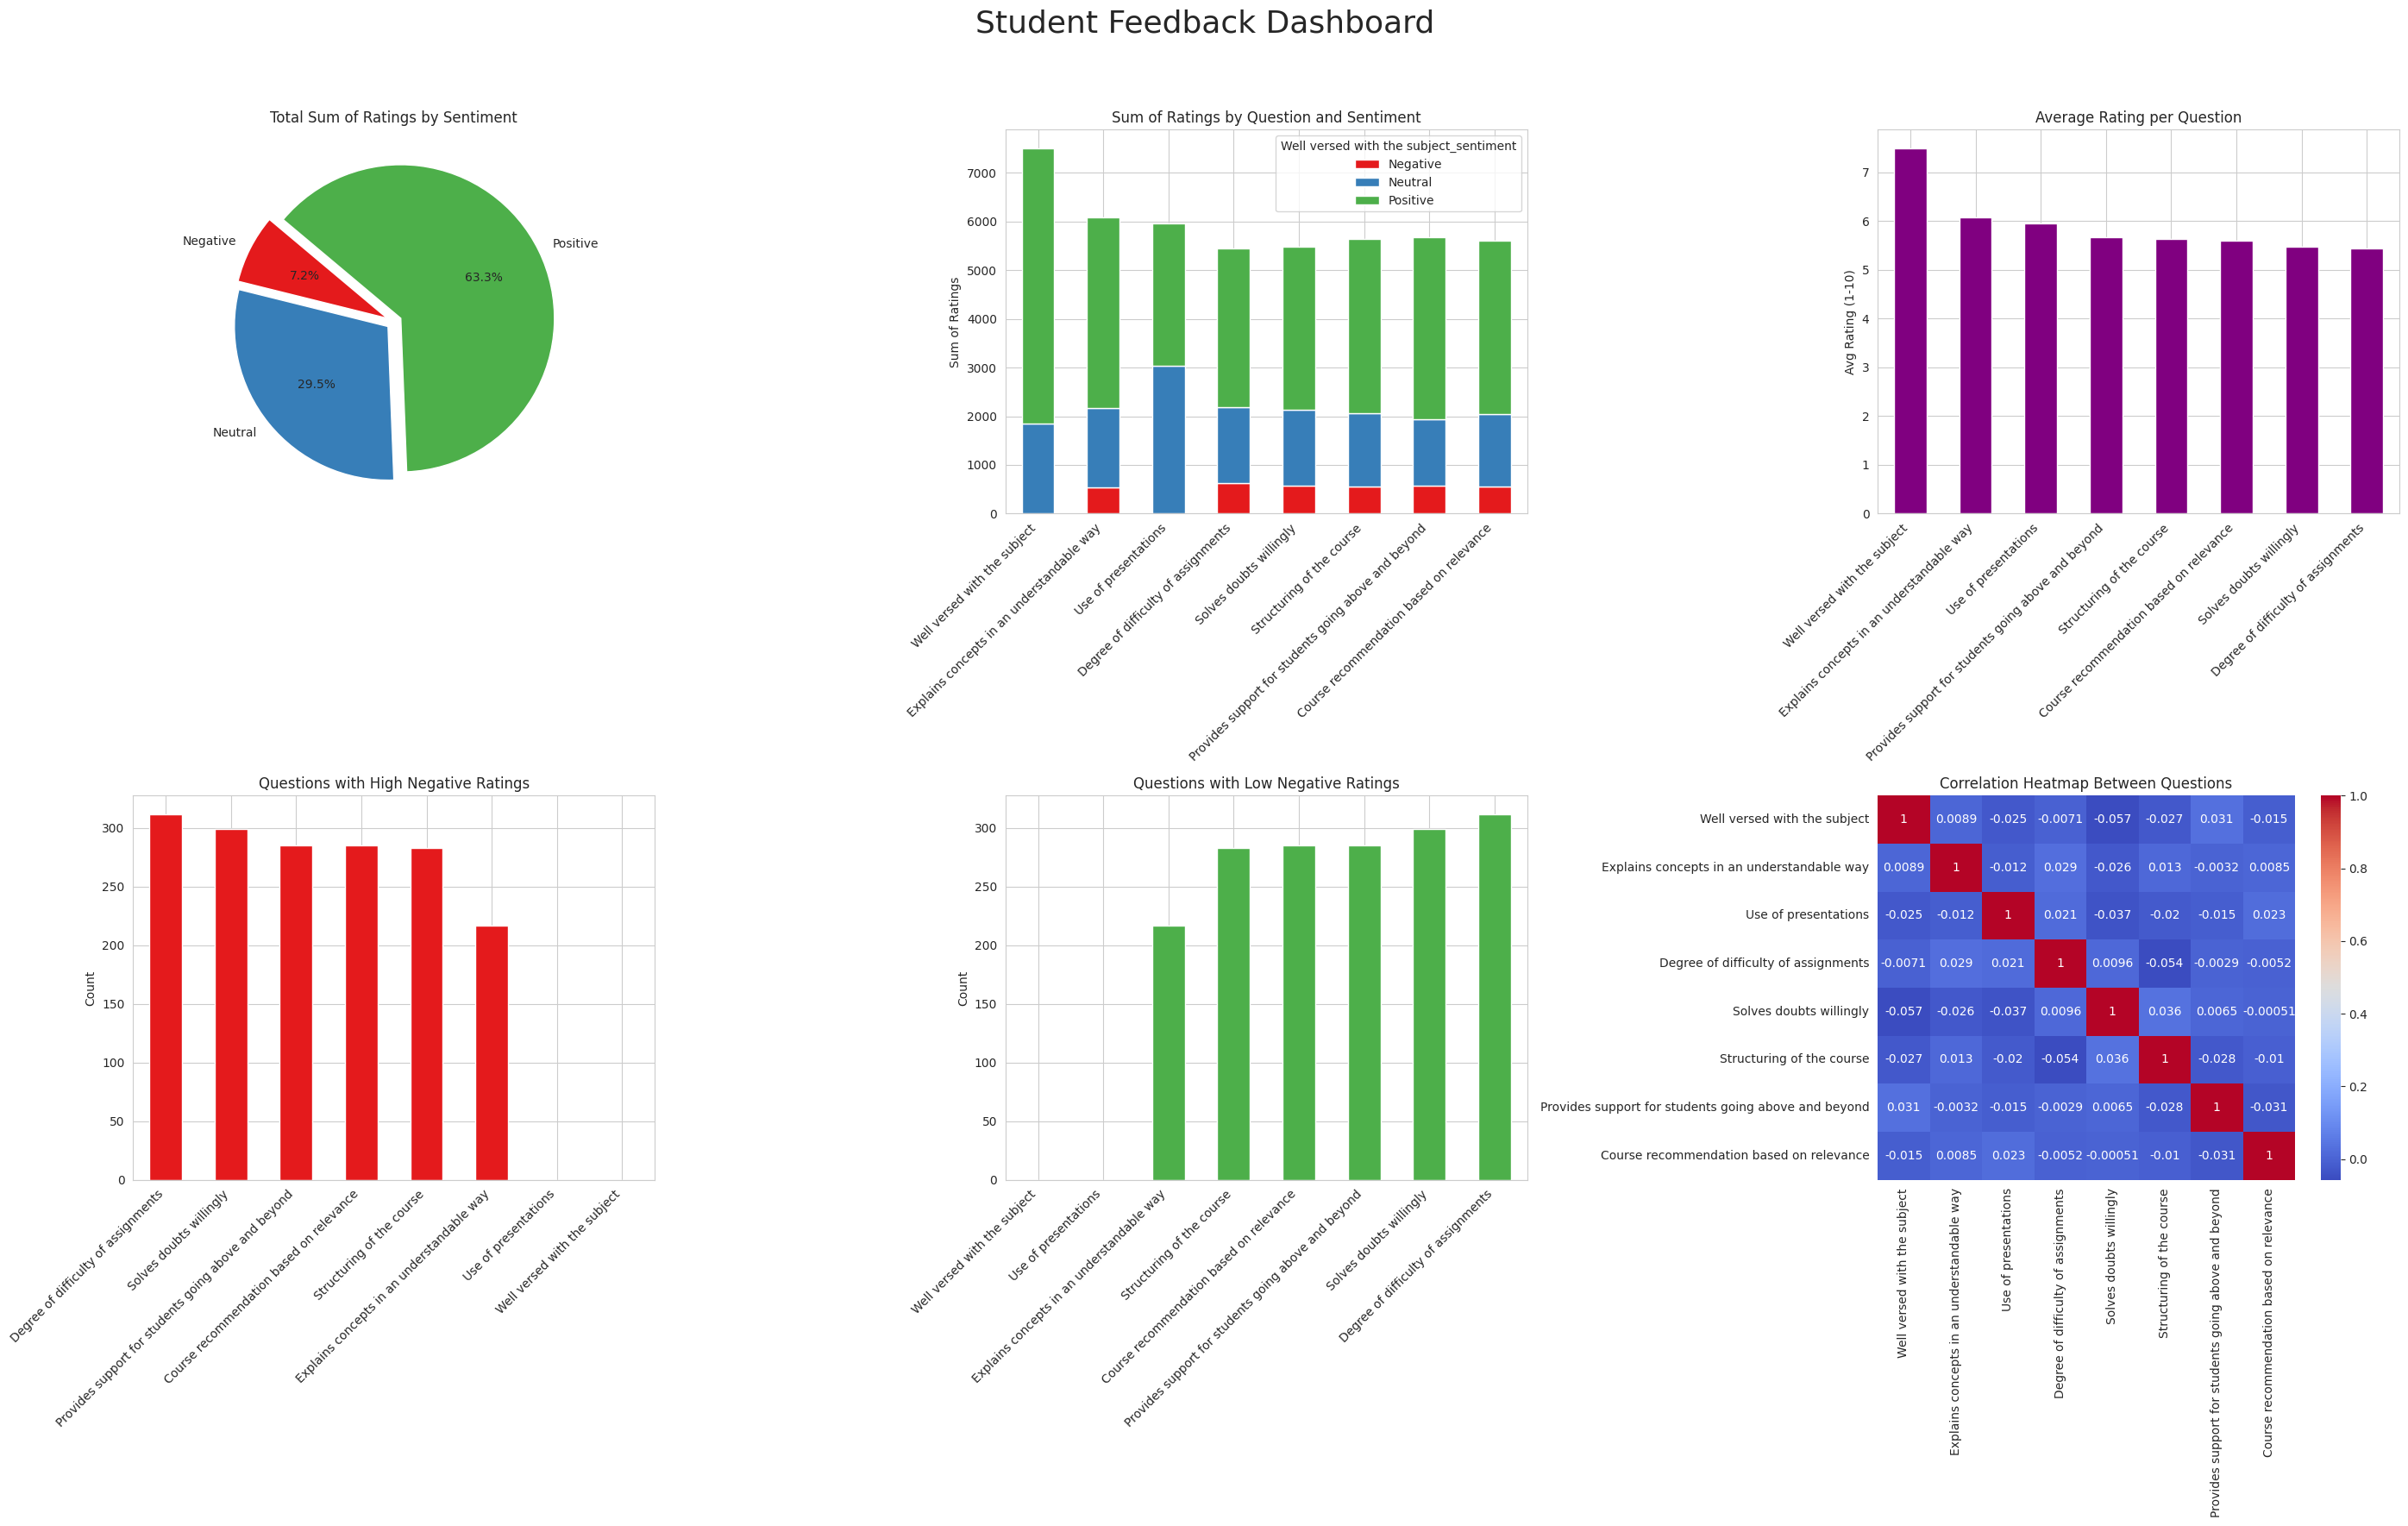 Student Feedback Dashboard
Total Sum of Ratings by Sentiment
Negative
7.2%
Positive
63.3%
29.5%
Neutral
Sum of Ratings by Question and Sentiment
Well versed with the subject_sentiment
Negative
Neutral
Positive
Sum of Ratings
7000
6000
5000
4000
3000
2000
1000
0
Well versed with the subject
Explains concepts in an understandable way
Use of presentations
Degree of difficulty of assignments
Solves doubts willingly
Structuring of the course
Provides support for students going above and beyond
Course recommendation based on relevance
Average Rating per Question
Avg Rating (1-10)
7
6
5
4
3
2
1
0
Well versed with the subject
Explains concepts in an understandable way
Use of presentations
Provides support for students going above and beyond
Structuring of the course
Course recommendation based on relevance
Solves doubts willingly
Degree of difficulty of assignments
Questions with High Negative Ratings
Count
300
250
200
150
100
50
0
Degree of difficulty of assignments
Solves doubts willingly
Provides support for students going above and beyond
Course recommendation based on relevance
Structuring of the course
Explains concepts in an understandable way
Use of presentations
Well versed with the subject
Questions with Low Negative Ratings
Count
300
250
200
150
100
50
0
Well versed with the subject
Use of presentations
Explains concepts in an understandable way
Structuring of the course
Course recommendation based on relevance
Provides support for students going above and beyond
Solves doubts willingly
Degree of difficulty of assignments
Correlation Heatmap Between Questions
Well versed with the subject 1 0.0089 -0.025 -0.0071 -0.057 -0.027 0.031 -0.015
Explains concepts in an understandable way 0.0089 1 -0.012 0.029 -0.026 0.013 -0.0032 0.0085
Use of presentations -0.025 -0.012 1 0.021 -0.037 -0.02 -0.015 0.023
Degree of difficulty of assignments -0.0071 0.029 0.021 1 0.0096 -0.054 -0.0029 -0.0052
Solves doubts willingly -0.057 -0.026 -0.037 0.0096 1 0.036 0.0065 -0.00051
Structuring of the course -0.027 0.013 -0.02 -0.054 0.036 1 -0.028 -0.01
Provides support for students going above and beyond 0.031 -0.0032 -0.015 -0.0029 0.0065 -0.028 1 -0.031
Course recommendation based on relevance -0.015 0.0085 0.023 -0.0052 -0.00051 -0.01 -0.031 1
Well versed with the subject
Explains concepts in an understandable way
Use of presentations
Degree of difficulty of assignments
Solves doubts willingly
Structuring of the course
Provides support for students going above and beyond
Course recommendation based on relevance
1.0
0.8
0.6
0.4
0.2
0.0